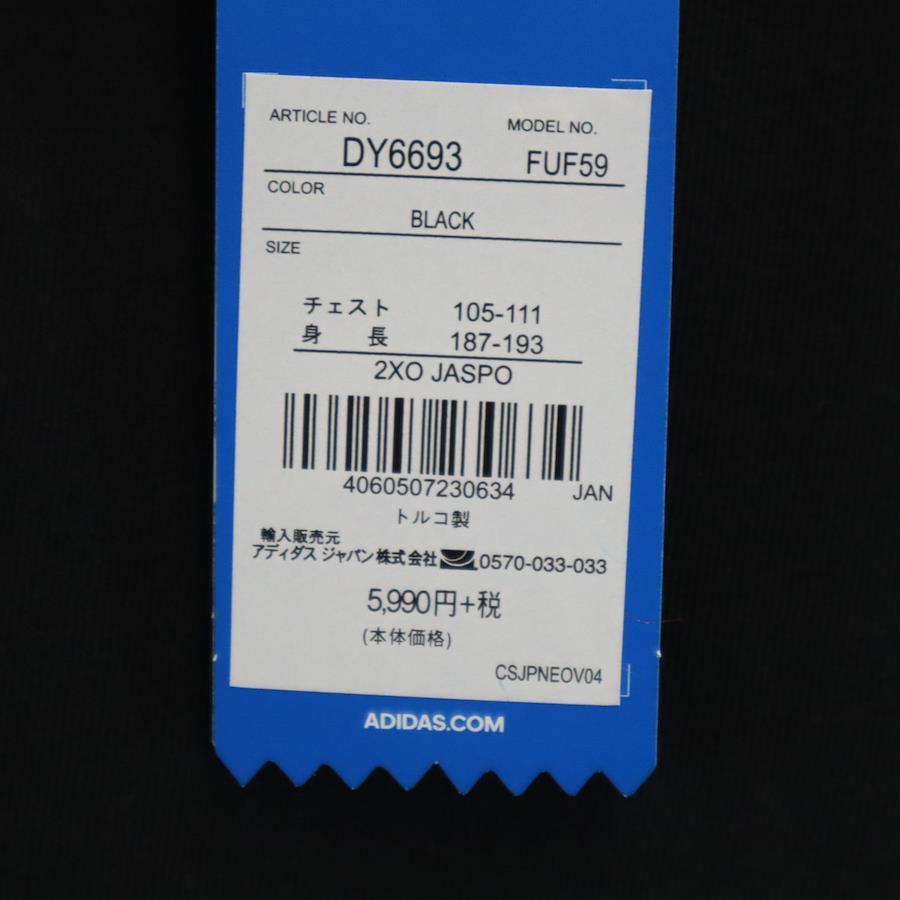 ARTICLE NO. MODEL NO.
DY6693 FUF59
COLOR
BLACK
SIZE
チェスト 105-111
身長 187-193
2XO JASPO
4060507230634 JAN
トルコ製
輸入販売元
アディダス ジャパン株式会社 0570-033-033
5,990円+税
(本体価格)
CSJPNEOV04
ADIDAS.COM